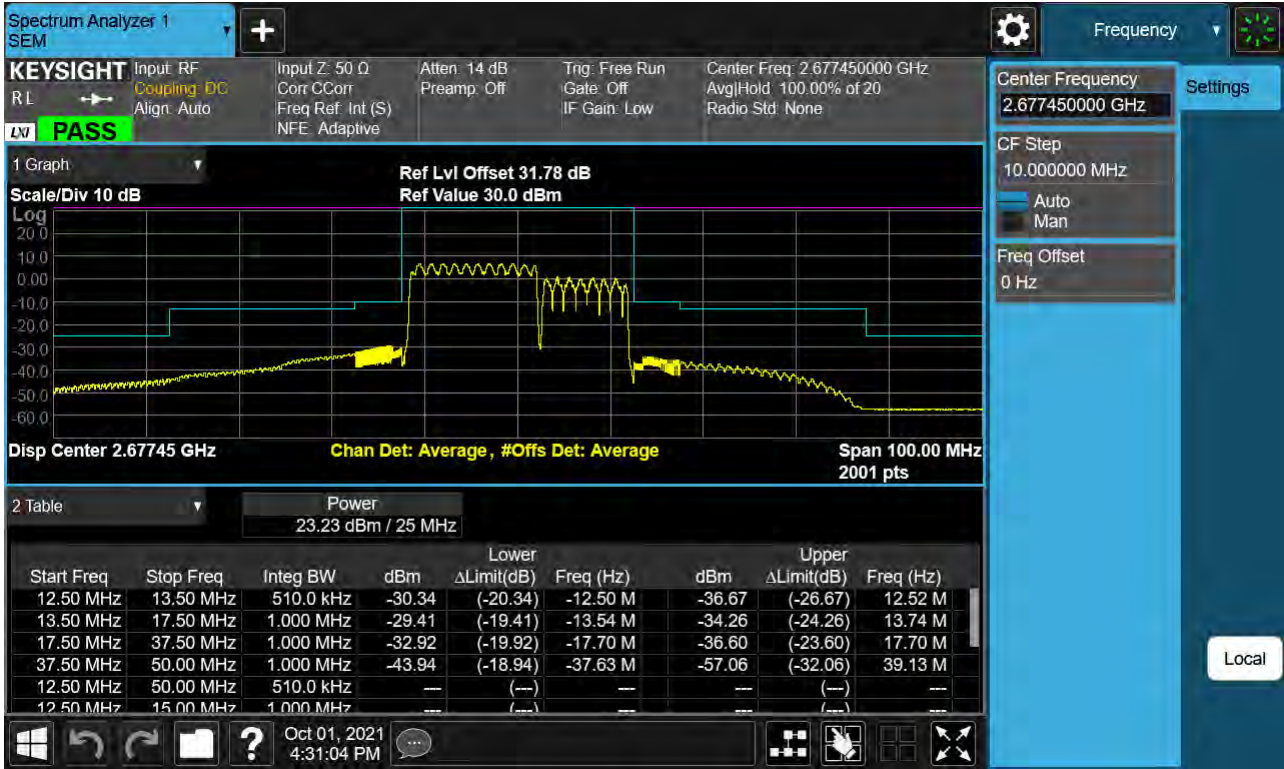 Spectrum Analyzer 1
SEM
Frequency
KEYSIGHT
R L
LXI
PASS
Input: RF
Coupling: DC
Align: Auto
Input Z: 50 Ω
Corr CCorr
Freq Ref: Int (S)
NFE: Adaptive
Atten: 14 dB
Preamp: Off
Trig: Free Run
Gate: Off
IF Gain: Low
Center Freq: 2.677450000 GHz
Avg|Hold: 100.00% of 20
Radio Std: None
Center Frequency
2.677450000 GHz
Settings
CF Step
10.000000 MHz
Auto
Man
Freq Offset
0 Hz
Local
1 Graph
Scale/Div 10 dB
Ref Lvl Offset 31.78 dB
Ref Value 30.0 dBm
Log
20.0
10.0
0.00
-10.0
-20.0
-30.0
-40.0
-50.0
-60.0
Disp Center 2.67745 GHz
Chan Det: Average, #Offs Det: Average
Span 100.00 MHz
2001 pts
2 Table
Power
23.23 dBm / 25 MHz
Lower Upper
Start Freq Stop Freq Integ BW dBm ΔLimit(dB) Freq (Hz) dBm ΔLimit(dB) Freq (Hz)
12.50 MHz 13.50 MHz 510.0 kHz -30.34 (-20.34) -12.50 M -36.67 (-26.67) 12.52 M
13.50 MHz 17.50 MHz 1.000 MHz -29.41 (-19.41) -13.54 M -34.26 (-24.26) 13.74 M
17.50 MHz 37.50 MHz 1.000 MHz -32.92 (-19.92) -17.70 M -36.60 (-23.60) 17.70 M
37.50 MHz 50.00 MHz 1.000 MHz -43.94 (-18.94) -37.63 M -57.06 (-32.06) 39.13 M
12.50 MHz 50.00 MHz 510.0 kHz --- (---) --- --- (---) ---
12.50 MHz 15.00 MHz 1.000 MHz --- (---) --- --- (---) ---
Oct 01, 2021
4:31:04 PM